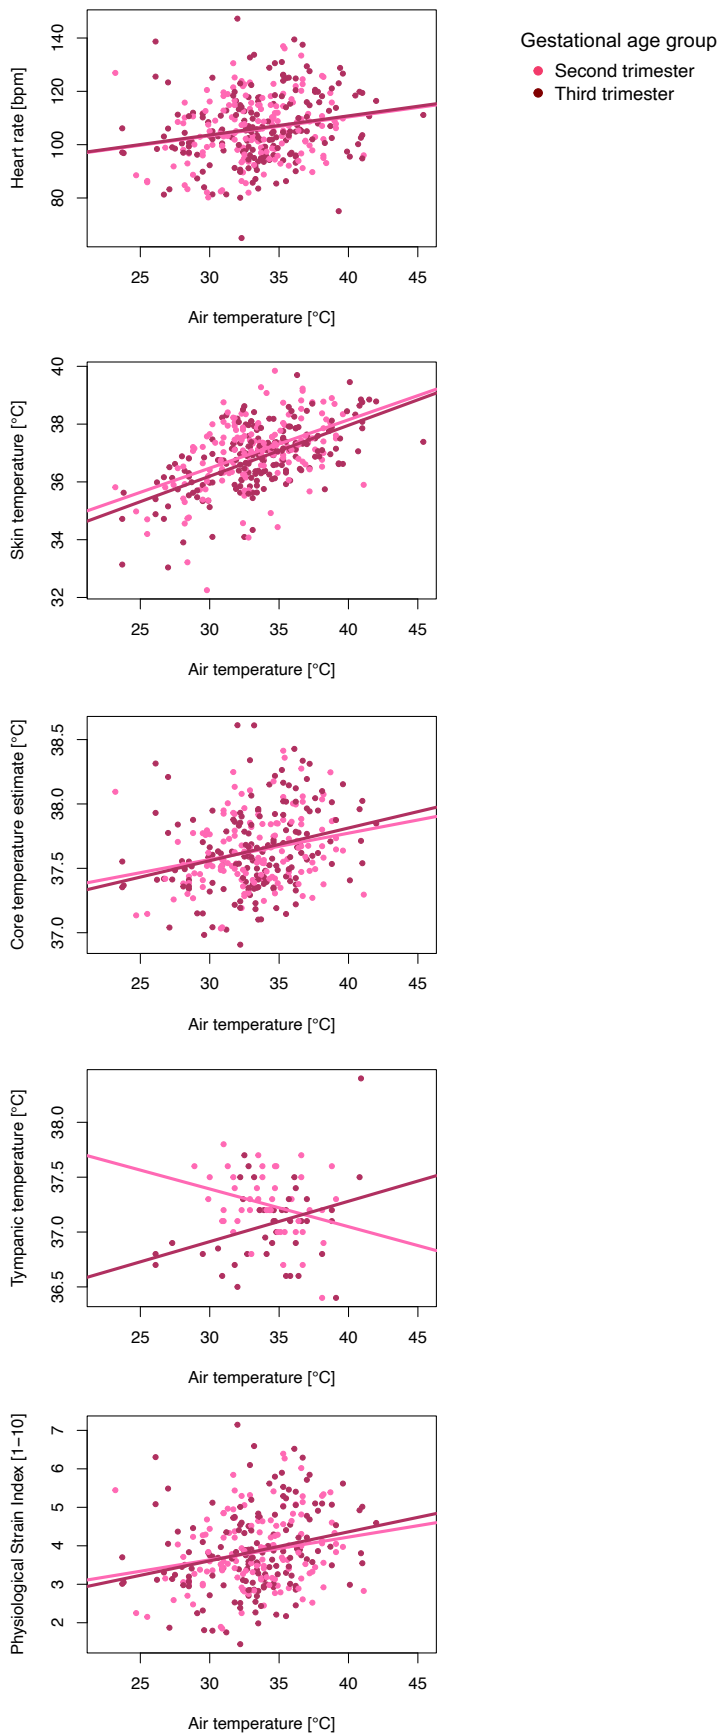 Gestational age group
Second trimester
Third trimester
Heart rate [bpm]
140
120
100
80
25 30 35 40 45
Air temperature [°C]
Skin temperature [°C]
40
38
36
34
32
25 30 35 40 45
Air temperature [°C]
Core temperature estimate [°C]
38.5
38.0
37.5
37.0
25 30 35 40 45
Air temperature [°C]
Tympanic temperature [°C]
38.0
37.5
37.0
36.5
25 30 35 40 45
Air temperature [°C]
Physiological Strain Index [1−10]
7
6
5
4
3
2
25 30 35 40 45
Air temperature [°C]